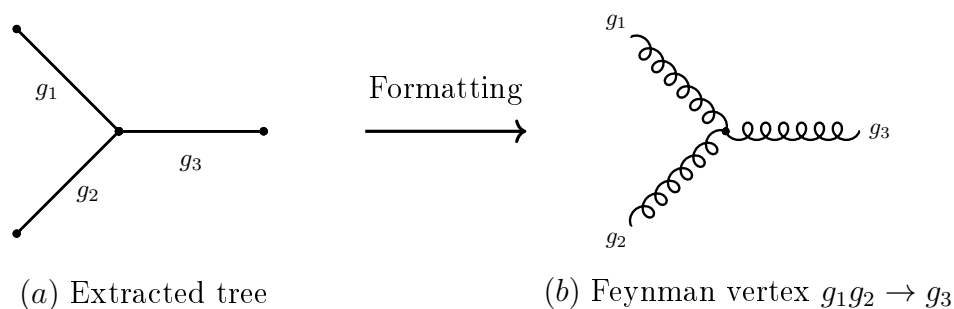 g₁
g₂
g₃
Formatting
g₁
g₂
g₃
(a) Extracted tree
(b) Feynman vertex g₁g₂ → g₃